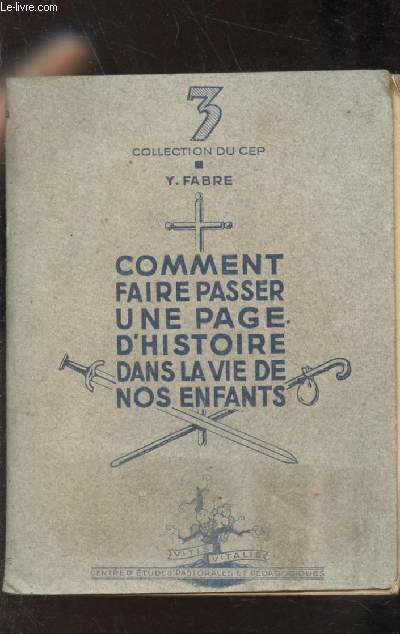 Le-livre.com
3
COLLECTION DU CEP
Y. FABRE
COMMENT
FAIRE PASSER
UNE PAGE
D'HISTOIRE
DANS LA VIE DE
NOS ENFANTS
VITIS VITALIS
CENTRE D'ÉTUDES PASTORALES ET PÉDAGOGIQUES